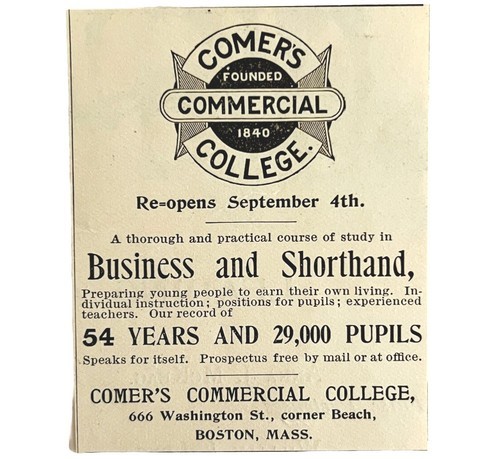 COMER'S
FOUNDED
COMMERCIAL
1840
COLLEGE.
Re=opens September 4th.
A thorough and practical course of study in
Business and Shorthand,
Preparing young people to earn their own living. In-
dividual instruction; positions for pupils; experienced
teachers. Our record of
54 YEARS AND 29,000 PUPILS
Speaks for itself. Prospectus free by mail or at office.
COMER'S COMMERCIAL COLLEGE,
666 Washington St., corner Beach,
BOSTON, MASS.